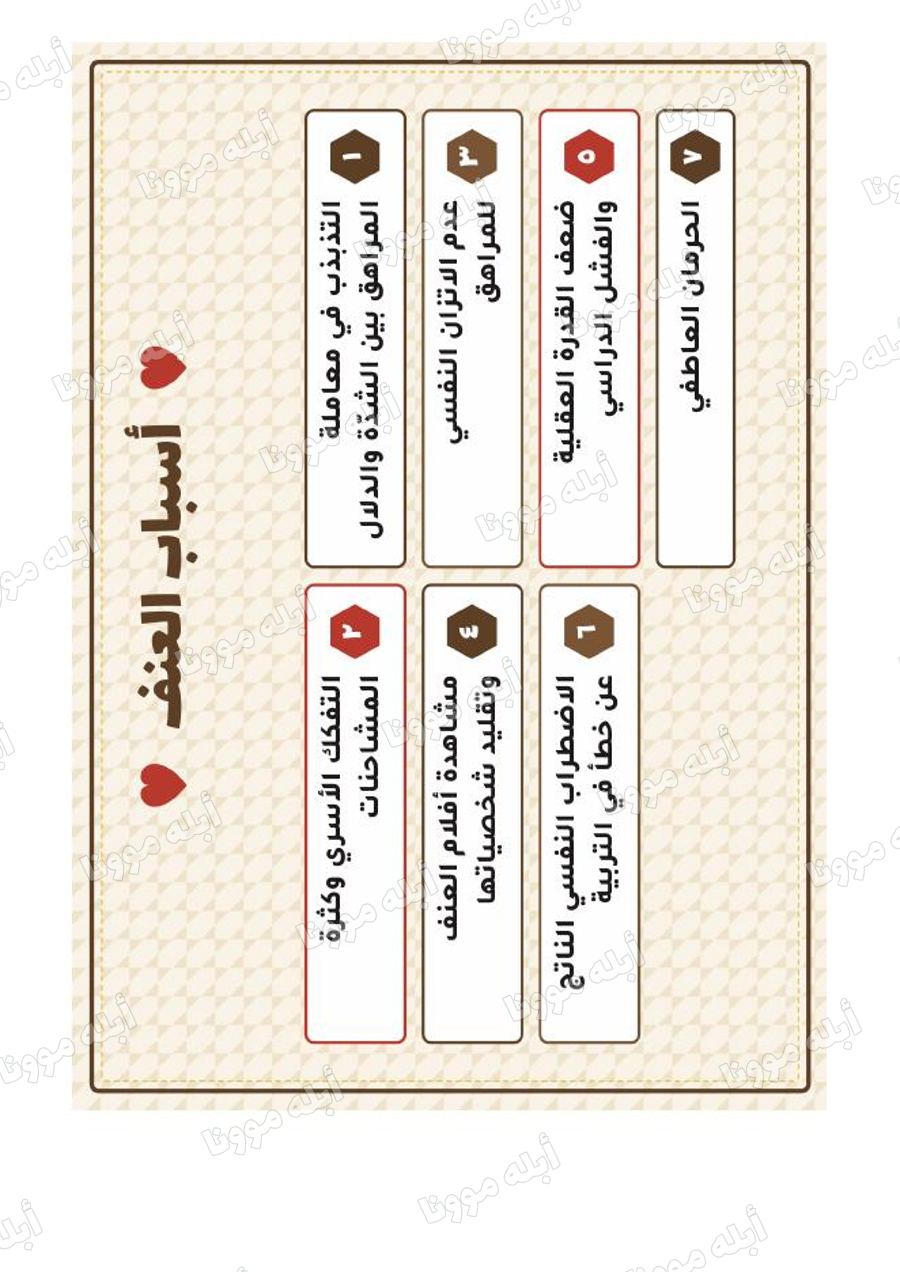 أسباب العنف
١
التذبذب في معاملة
المراهق بين الشدّة والدلال
٢
التفكك الأسري وكثرة
المشاحنات
٣
عدم الاتزان النفسي
للمراهق
٤
مشاهدة أفلام العنف
وتقليد شخصياتها
٥
ضعف القدرة العقلية
والفشل الدراسي
٦
الاضطراب النفسي الناتج
عن خطأ في التربية
٧
الحرمان العاطفي
أبله موونا